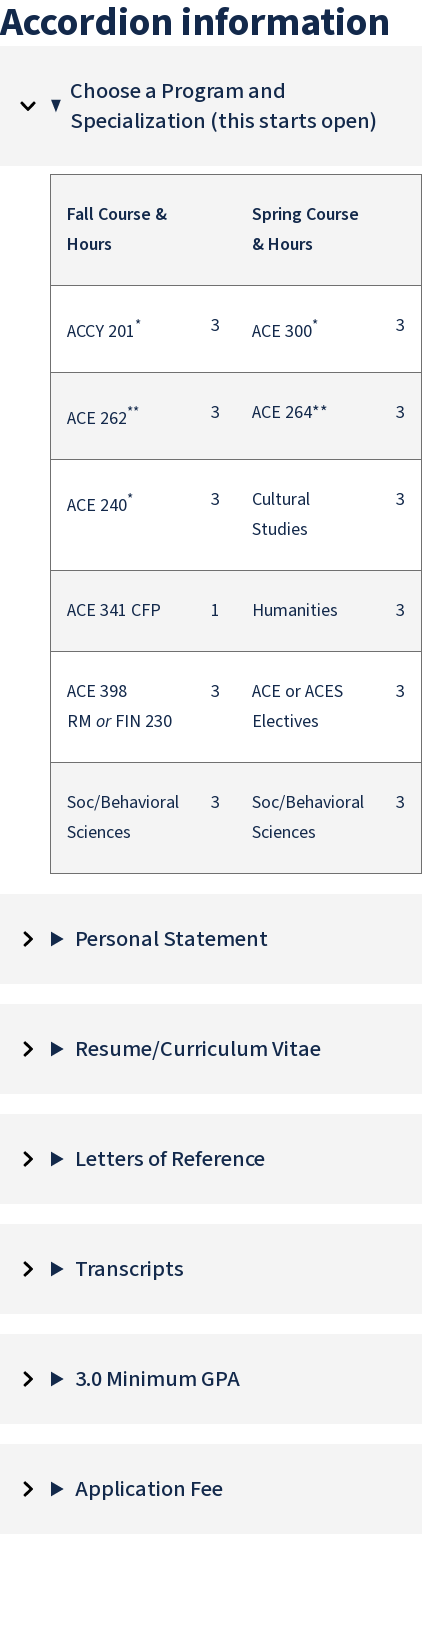 Accordion information
Choose a Program and
Specialization (this starts open)
Fall Course & Spring Course
Hours & Hours
ACCY 201* 3 ACE 300* 3
ACE 262** 3 ACE 264** 3
ACE 240* 3 Cultural 3
Studies
ACE 341 CFP 1 Humanities 3
ACE 398 3 ACE or ACES 3
RM or FIN 230 Electives
Soc/Behavioral 3 Soc/Behavioral 3
Sciences Sciences
Personal Statement
Resume/Curriculum Vitae
Letters of Reference
Transcripts
3.0 Minimum GPA
Application Fee